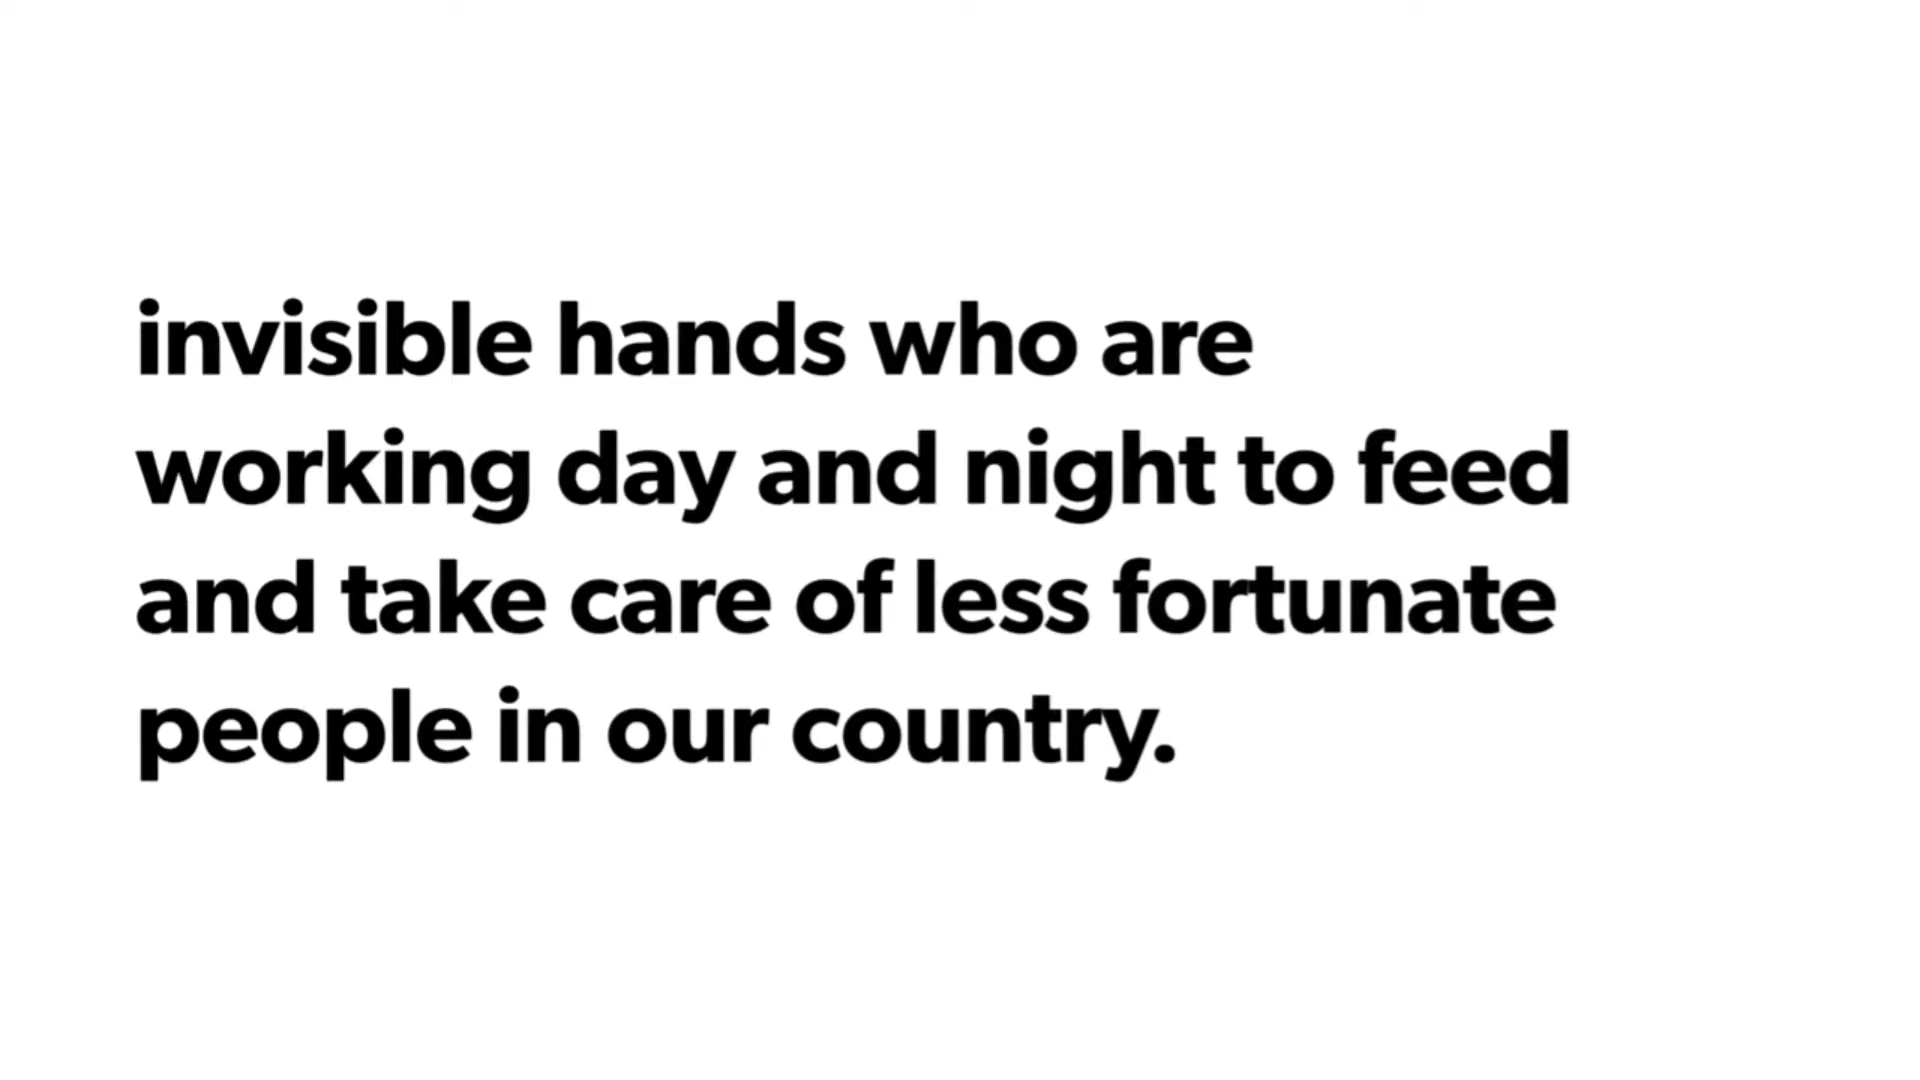 invisible hands who are
working day and night to feed
and take care of less fortunate
people in our country.